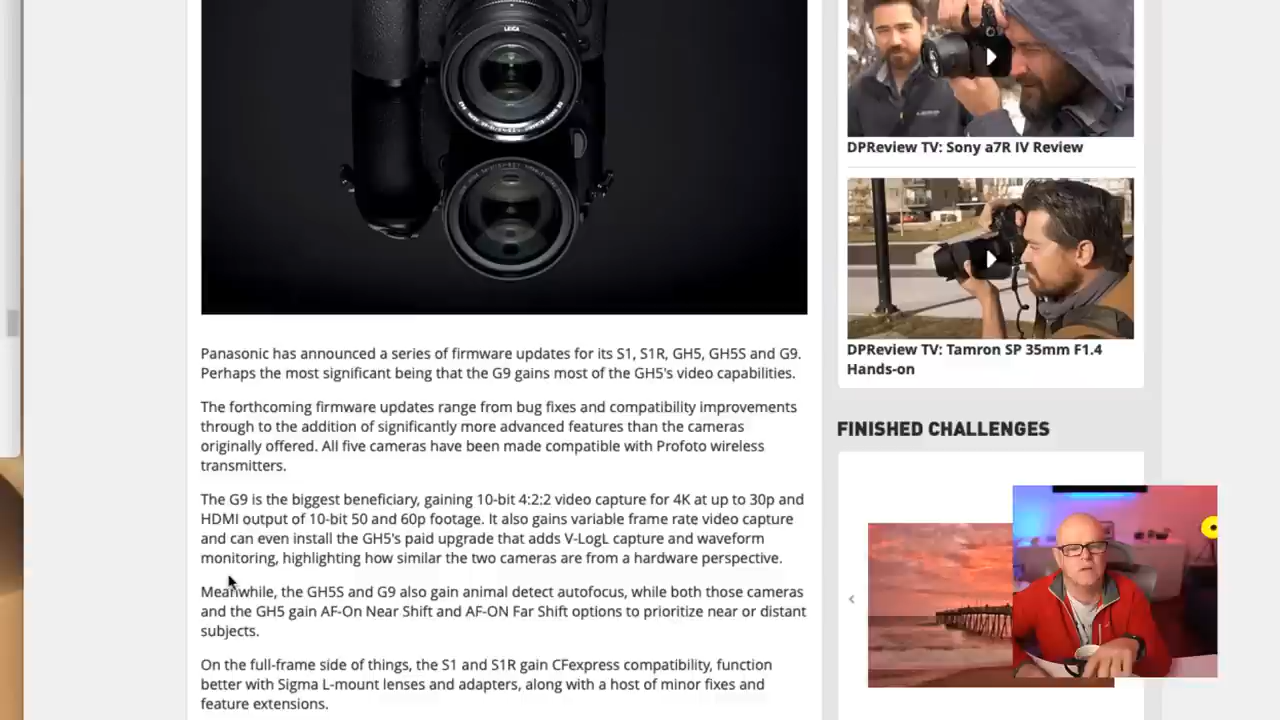 LEICA
DPReview TV: Sony a7R IV Review
DPReview TV: Tamron SP 35mm F1.4
Hands-on
FINISHED CHALLENGES
Panasonic has announced a series of firmware updates for its S1, S1R, GH5, GH5S and G9.
Perhaps the most significant being that the G9 gains most of the GH5's video capabilities.
The forthcoming firmware updates range from bug fixes and compatibility improvements
through to the addition of significantly more advanced features than the cameras
originally offered. All five cameras have been made compatible with Profoto wireless
transmitters.
The G9 is the biggest beneficiary, gaining 10-bit 4:2:2 video capture for 4K at up to 30p and
HDMI output of 10-bit 50 and 60p footage. It also gains variable frame rate video capture
and can even install the GH5's paid upgrade that adds V-LogL capture and waveform
monitoring, highlighting how similar the two cameras are from a hardware perspective.
Meanwhile, the GH5S and G9 also gain animal detect autofocus, while both those cameras
and the GH5 gain AF-On Near Shift and AF-ON Far Shift options to prioritize near or distant
subjects.
On the full-frame side of things, the S1 and S1R gain CFexpress compatibility, function
better with Sigma L-mount lenses and adapters, along with a host of minor fixes and
feature extensions.